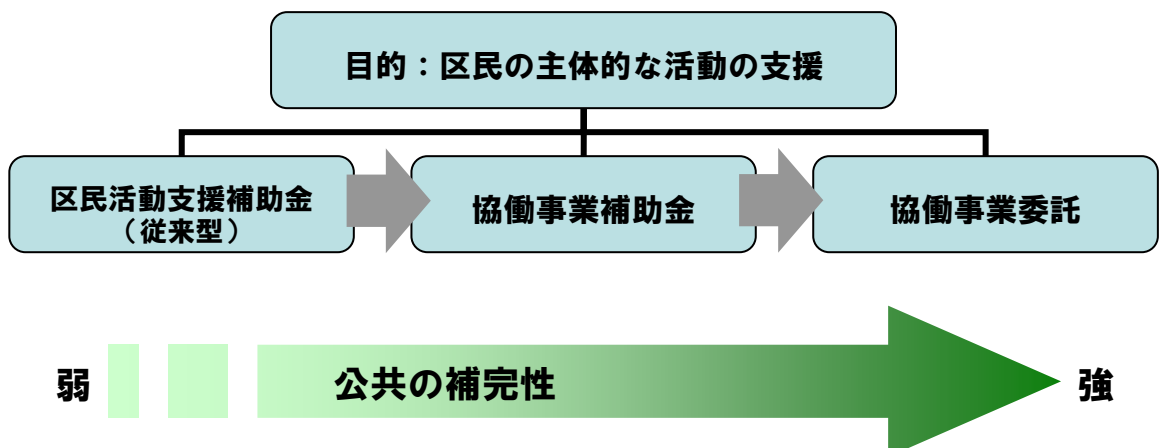 目的：区民の主体的な活動の支援
区民活動支援補助金
（従来型）
協働事業補助金
協働事業委託
弱
公共の補完性
強